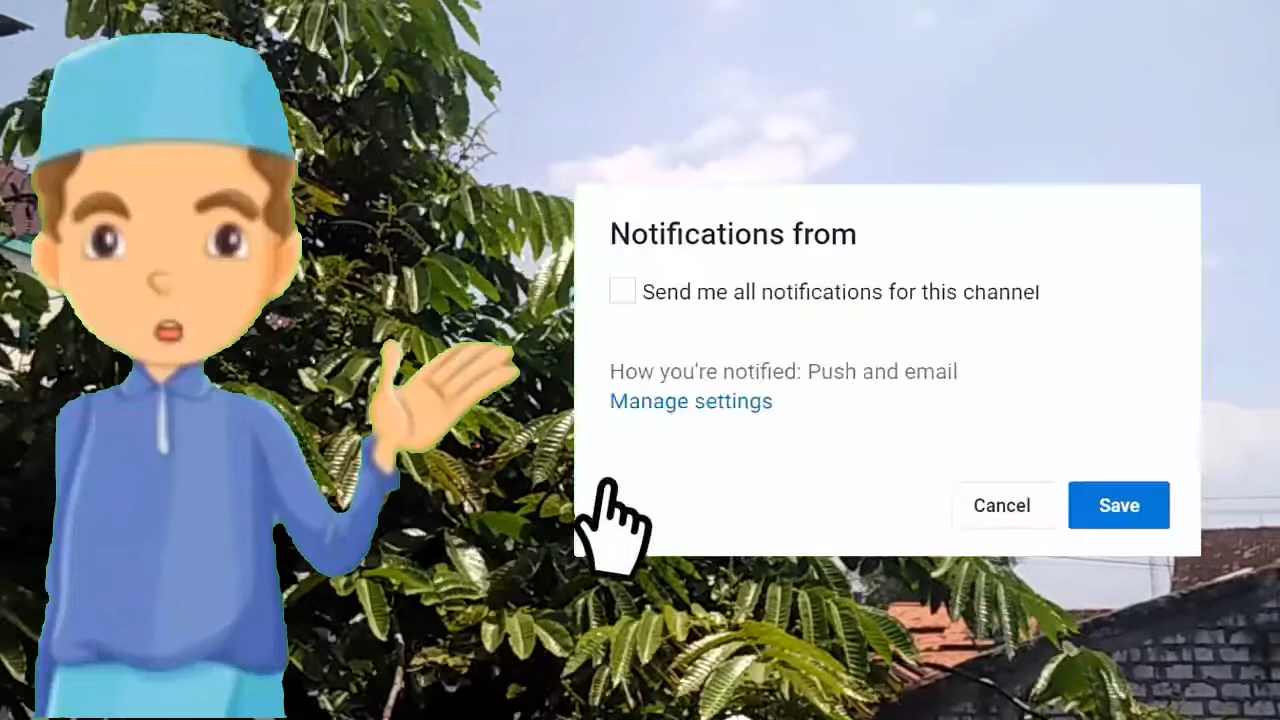 Notifications from
Send me all notifications for this channel
How you're notified: Push and email
Manage settings
Cancel
Save